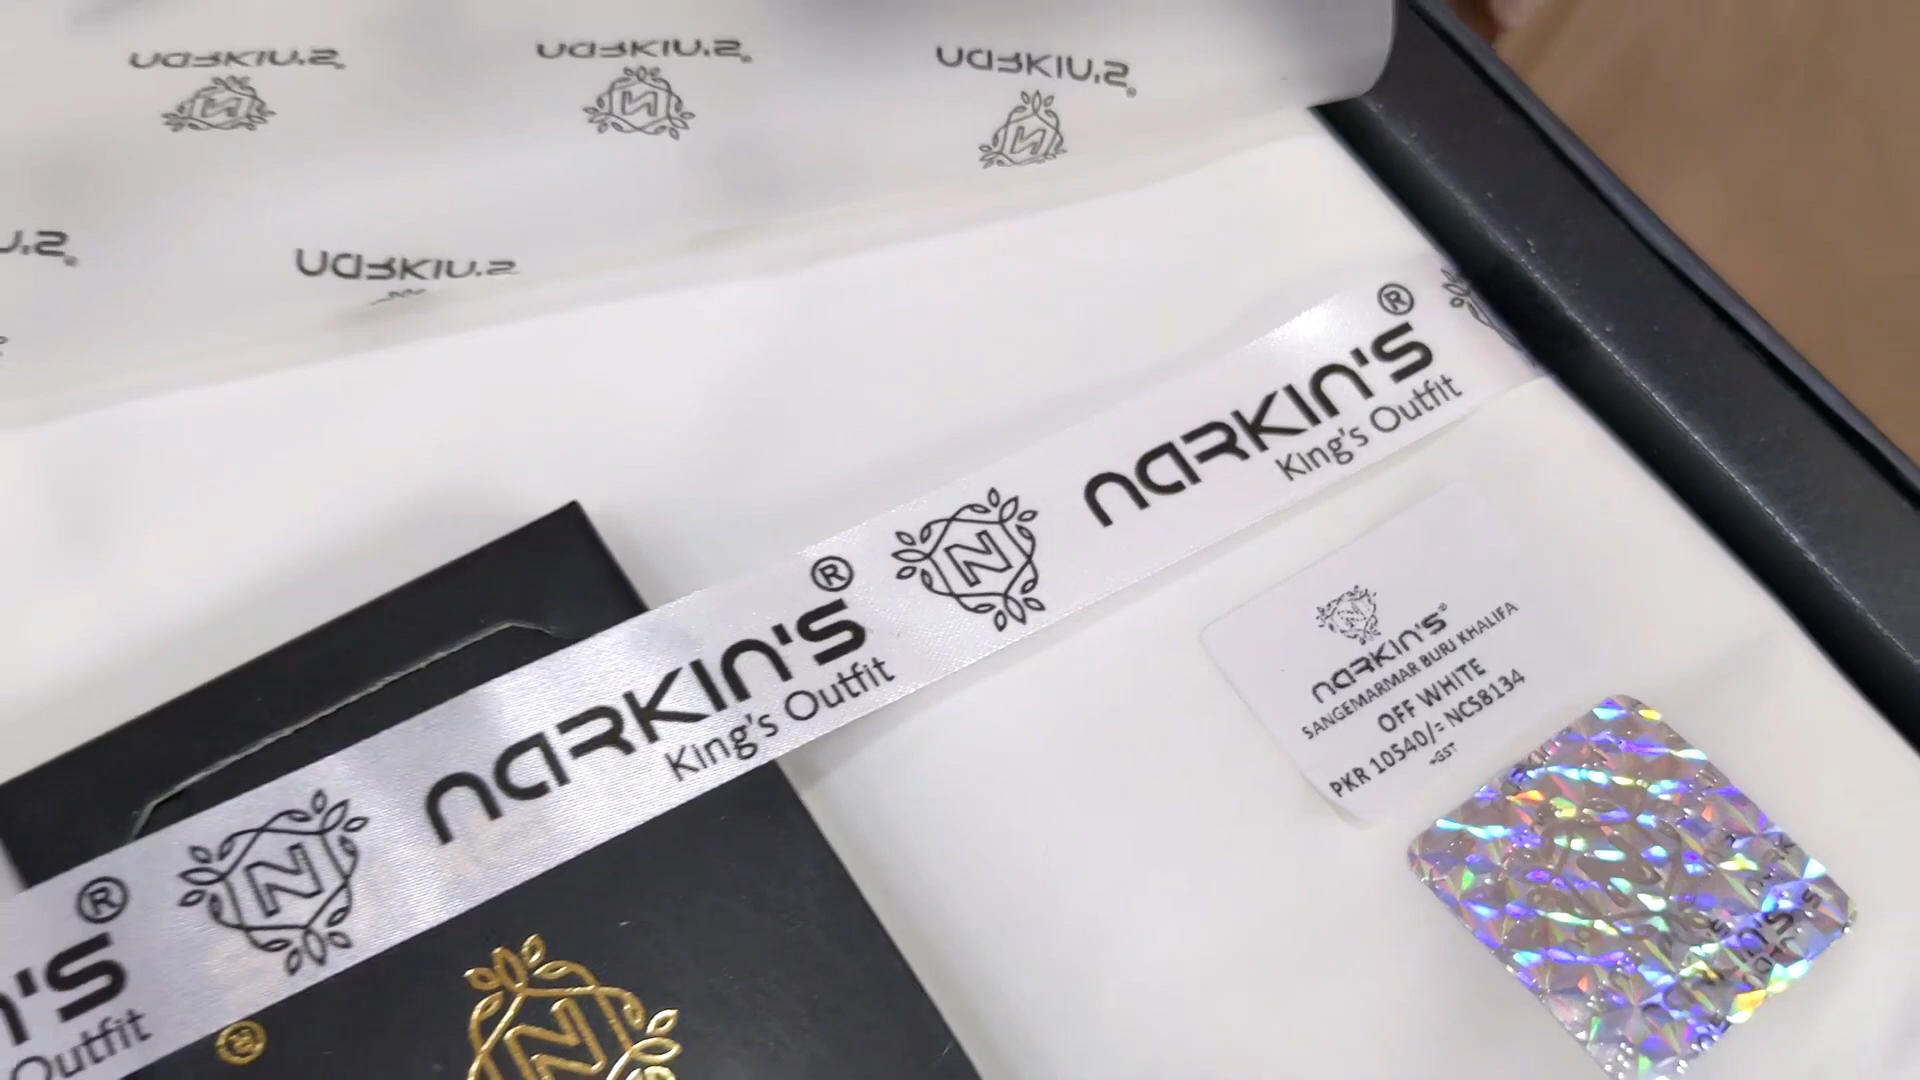 NARKIN'S®
NARKIN'S®
NARKIN'S®
'S®
NARKIN'S
NARKIN'S®
King's Outfit
N
NARKIN'S®
King's Outfit
N
N'S®
Outfit
N
NARKIN'S®
SANGEMARMAR BURJ KHALIFA
OFF WHITE
PKR 10540/= NCS8134
+GST
®
N